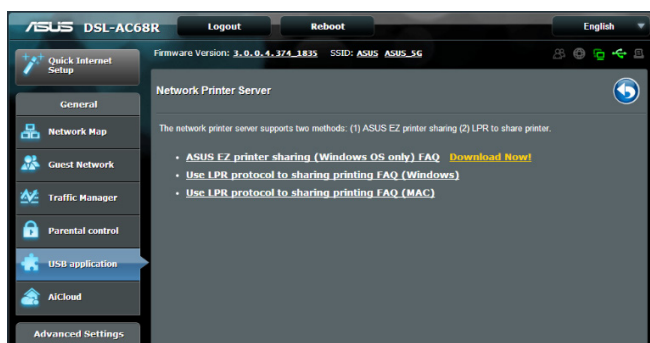 ASUS DSL-AC68R Logout Reboot English
Quick Internet Setup
Firmware Version: 3.0.0.4.374_1835 SSID: ASUS ASUS_5G
General
Network Map
Guest Network
Traffic Manager
Parental control
USB application
AiCloud
Advanced Settings
Network Printer Server
The network printer server supports two methods: (1) ASUS EZ printer sharing (2) LPR to share printer.
ASUS EZ printer sharing (Windows OS only) FAQ Download Now!
Use LPR protocol to sharing printing FAQ (Windows)
Use LPR protocol to sharing printing FAQ (MAC)